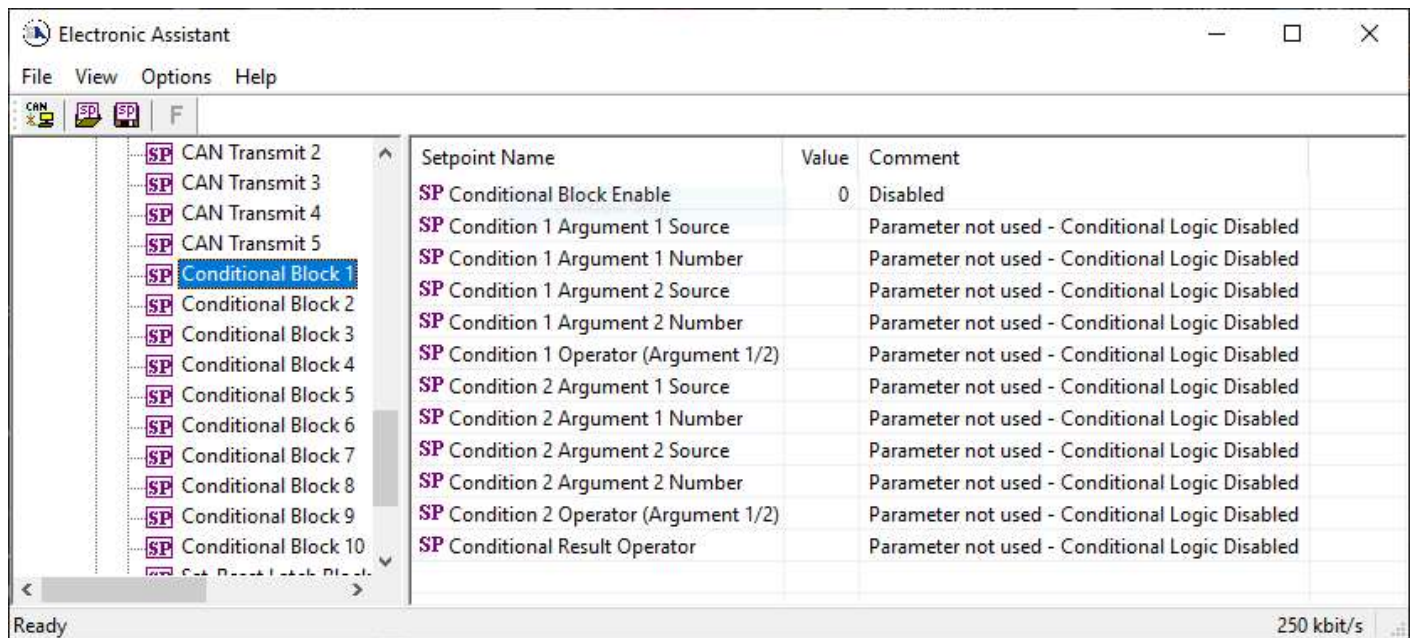 Electronic Assistant
File View Options Help
CAN SP SP F
SP CAN Transmit 2
SP CAN Transmit 3
SP CAN Transmit 4
SP CAN Transmit 5
SP Conditional Block 1
SP Conditional Block 2
SP Conditional Block 3
SP Conditional Block 4
SP Conditional Block 5
SP Conditional Block 6
SP Conditional Block 7
SP Conditional Block 8
SP Conditional Block 9
SP Conditional Block 10
Setpoint Name Value Comment
SP Conditional Block Enable 0 Disabled
SP Condition 1 Argument 1 Source Parameter not used - Conditional Logic Disabled
SP Condition 1 Argument 1 Number Parameter not used - Conditional Logic Disabled
SP Condition 1 Argument 2 Source Parameter not used - Conditional Logic Disabled
SP Condition 1 Argument 2 Number Parameter not used - Conditional Logic Disabled
SP Condition 1 Operator (Argument 1/2) Parameter not used - Conditional Logic Disabled
SP Condition 2 Argument 1 Source Parameter not used - Conditional Logic Disabled
SP Condition 2 Argument 1 Number Parameter not used - Conditional Logic Disabled
SP Condition 2 Argument 2 Source Parameter not used - Conditional Logic Disabled
SP Condition 2 Argument 2 Number Parameter not used - Conditional Logic Disabled
SP Condition 2 Operator (Argument 1/2) Parameter not used - Conditional Logic Disabled
SP Conditional Result Operator Parameter not used - Conditional Logic Disabled
Ready 250 kbit/s